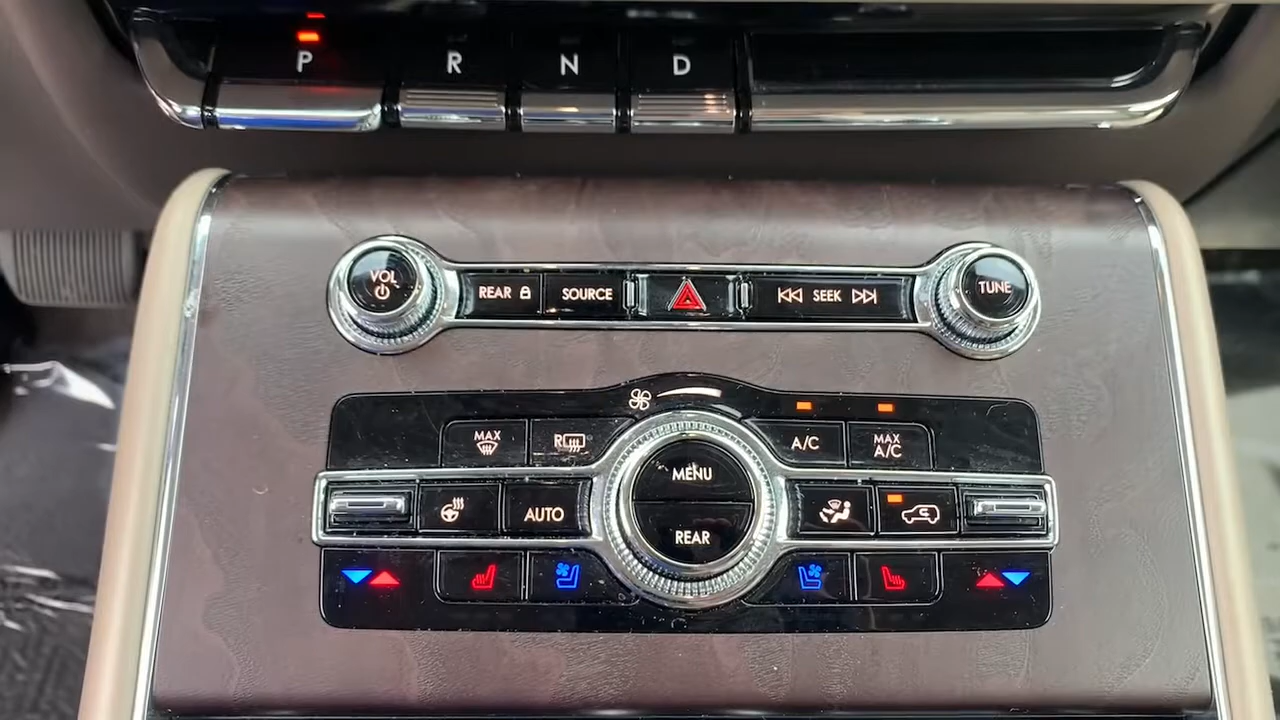 P R N D
VOL
REAR SOURCE SEEK TUNE
MAX R A/C MAX A/C
MENU
AUTO
REAR